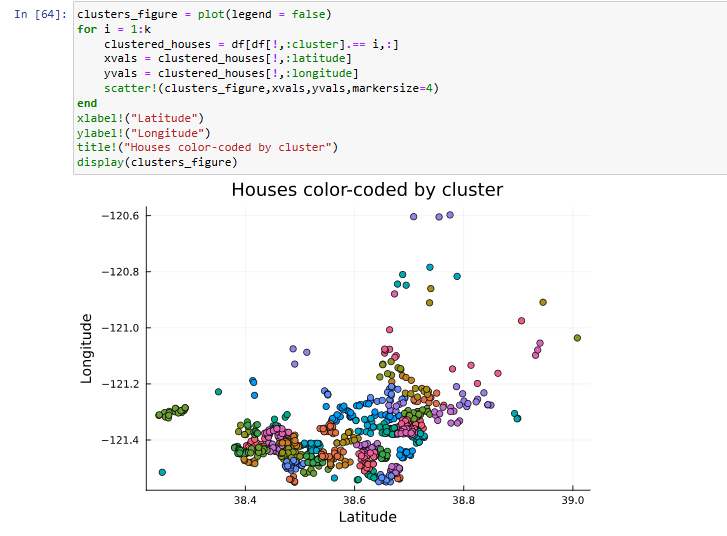 In [64]: clusters_figure = plot(legend = false)
for i = 1:k
    clustered_houses = df[df[!,:cluster].== i,:]
    xvals = clustered_houses[!,:latitude]
    yvals = clustered_houses[!,:longitude]
    scatter!(clusters_figure,xvals,yvals,markersize=4)
end
xlabel!("Latitude")
ylabel!("Longitude")
title!("Houses color-coded by cluster")
display(clusters_figure)
Houses color-coded by cluster
−120.6
−120.8
−121.0
−121.2
−121.4
Longitude
38.4 38.6 38.8 39.0
Latitude